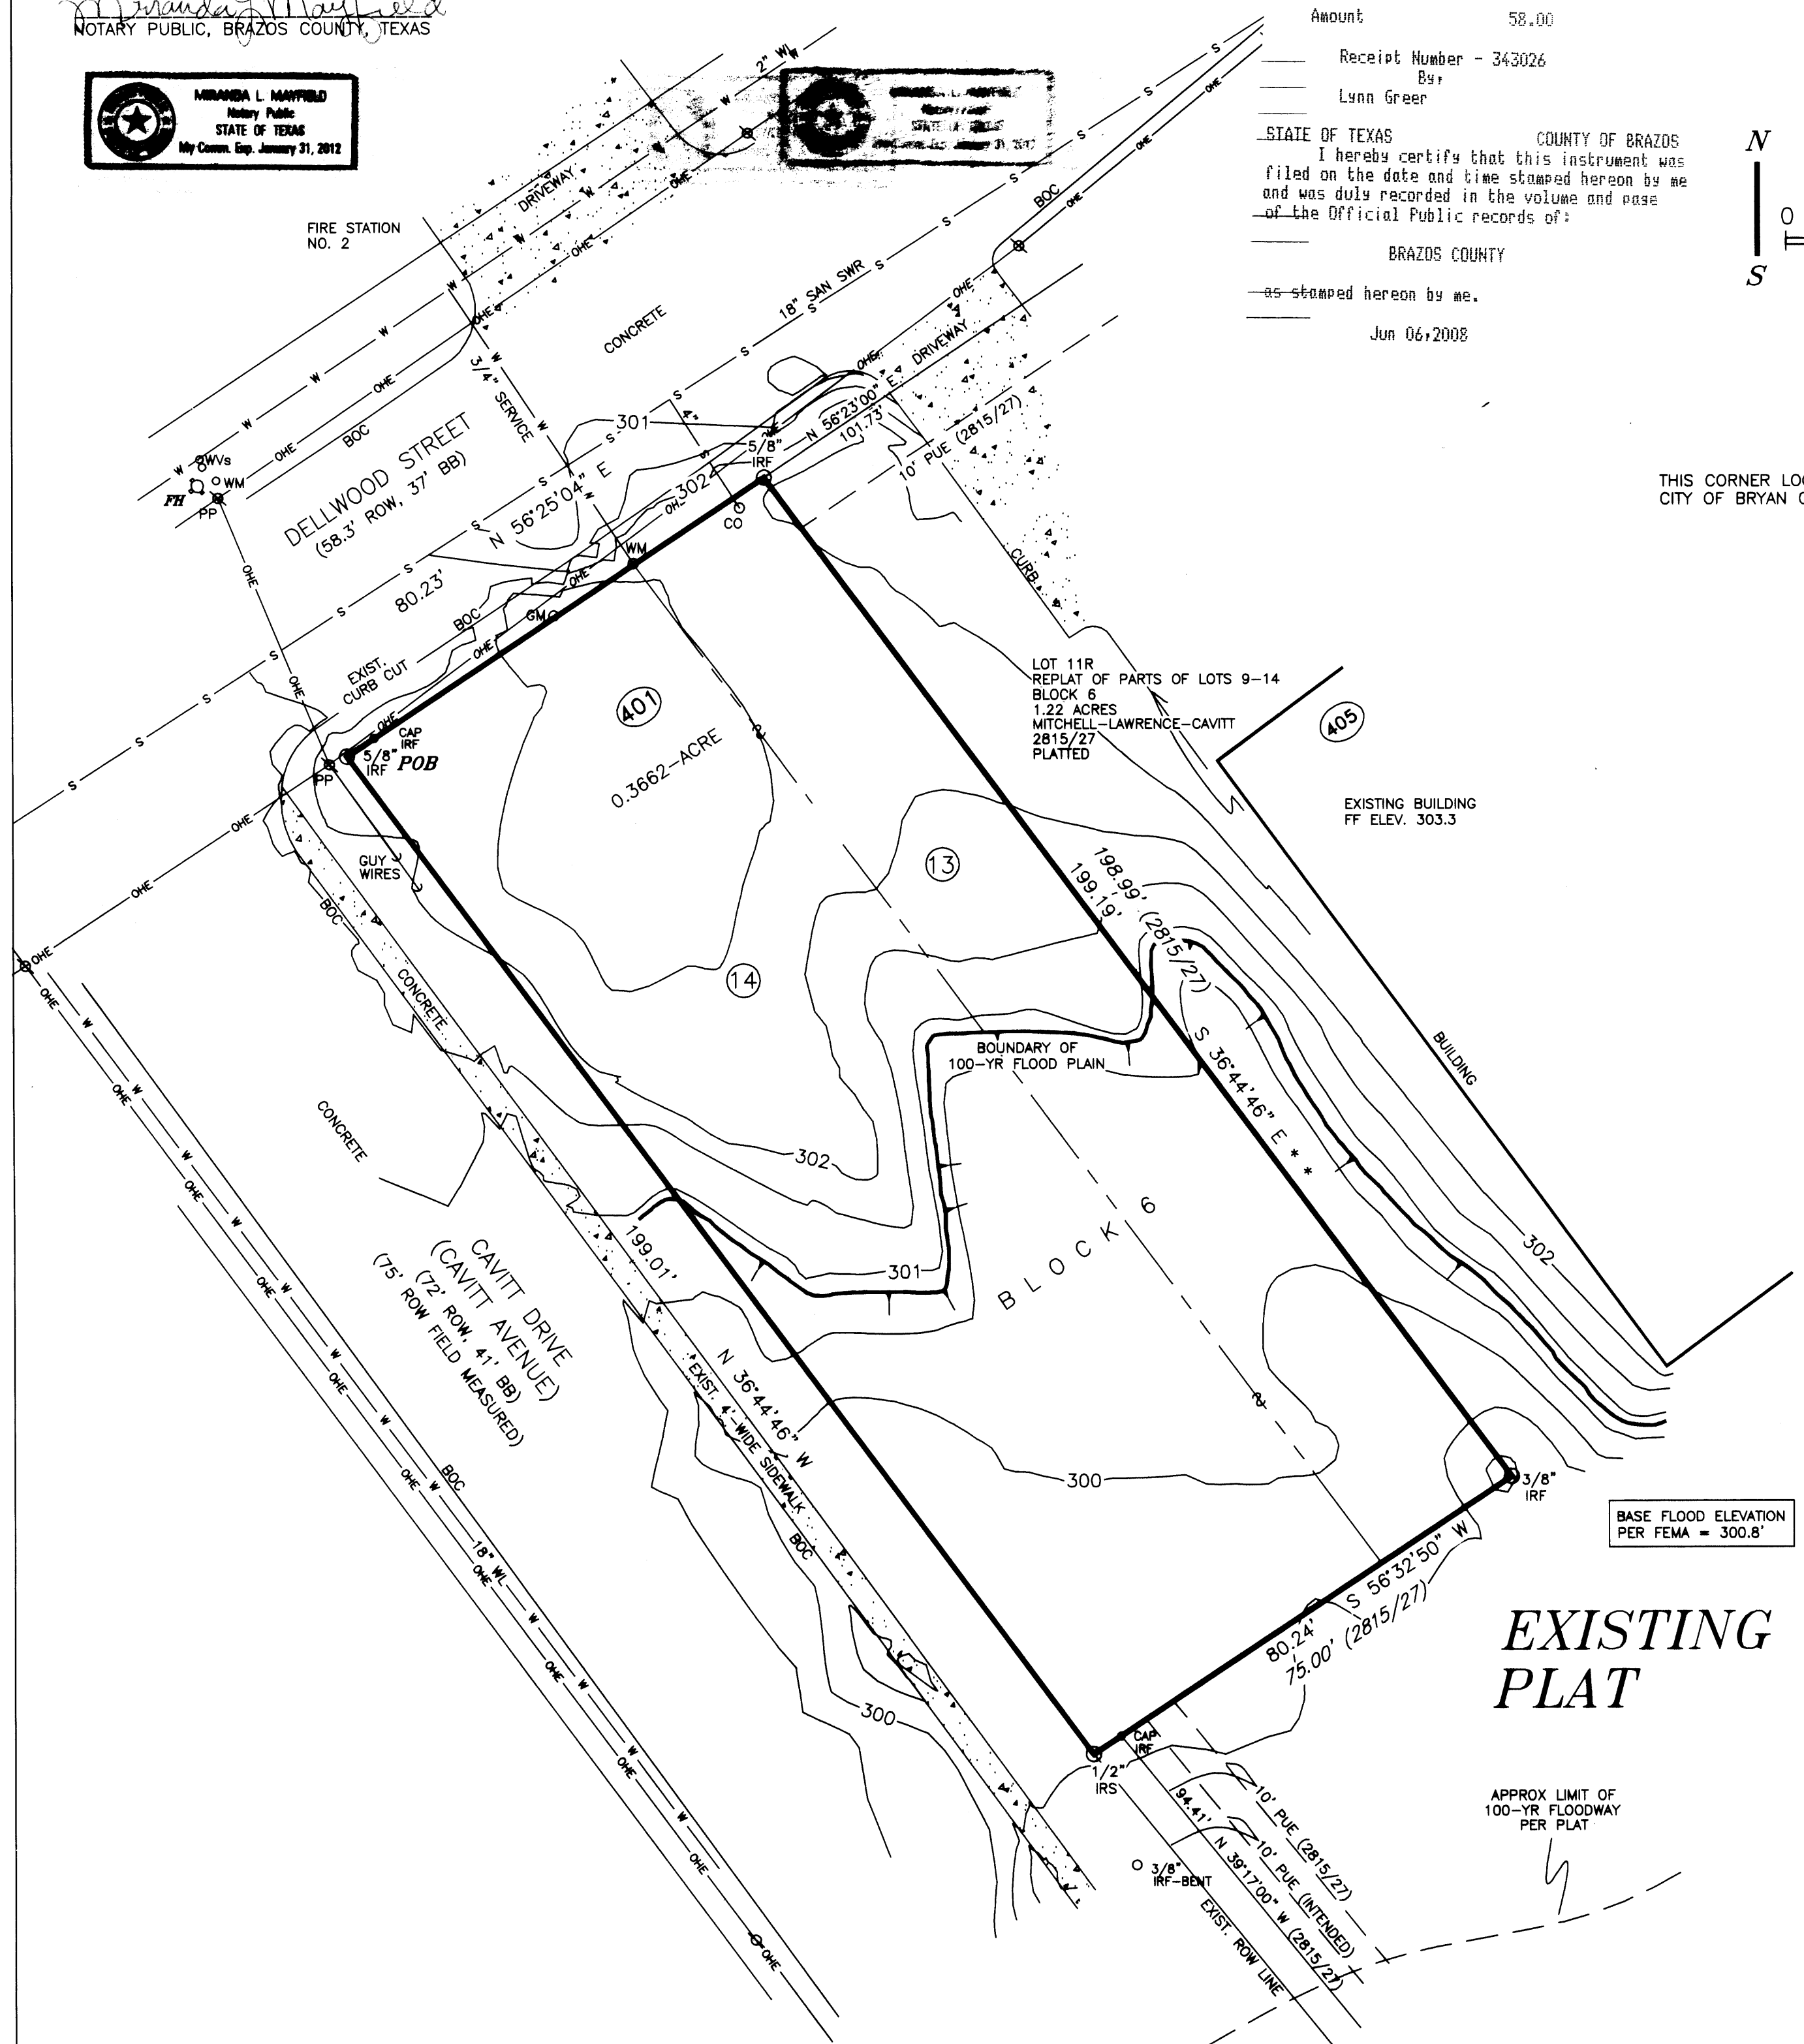 Miranda L Mayfield
NOTARY PUBLIC, BRAZOS COUNTY, TEXAS
MIRANDA L. MAYFIELD
Notary Public
STATE OF TEXAS
My Comm. Exp. January 31, 2012
Amount 58.00
Receipt Number - 343026
By,
Lynn Greer
STATE OF TEXAS COUNTY OF BRAZOS
I hereby certify that this instrument was
filed on the date and time stamped hereon by me
and was duly recorded in the volume and page
of the Official Public records of:
BRAZOS COUNTY
as stamped hereon by me.
Jun 06,2008
N
S
0
THIS CORNER LO
CITY OF BRYAN
FIRE STATION
NO. 2
2" WL
DRIVEWAY
CONCRETE
18" SAN SWR
BOC
DRIVEWAY
3/4" SERVICE
BOC
DELLWOOD STREET
(58.3' ROW, 37' BB)
WVs
WM
FH
PP
N 56°25'04" E
80.23'
301
302
4"
5/8"
IRF
N 56°23'00" E
101.73'
10' PUE (2815/27)
CO
WM
GM
BOC
EXIST.
CURB CUT
CURB
CAP
IRF
5/8"
IRF
POB
PP
401
0.3662-ACRE
LOT 11R
REPLAT OF PARTS OF LOTS 9-14
BLOCK 6
1.22 ACRES
MITCHELL-LAWRENCE-CAVITT
2815/27
PLATTED
405
EXISTING BUILDING
FF ELEV. 303.3
GUY
WIRES
BOC
CONCRETE
13
14
198.99' (2815/27)
199.19'
S 36°44'46" E **
BOUNDARY OF
100-YR FLOOD PLAIN
BUILDING
CONCRETE
302
302
301
BLOCK 6
199.01'
N 36°44'46" W
CAVITT DRIVE
(CAVITT AVENUE)
(72' ROW, 41' BB)
(75' ROW FIELD MEASURED)
EXIST. 4'-WIDE SIDEWALK
BOC
BOC
18" WL
300
300
3/8"
IRF
BASE FLOOD ELEVATION
PER FEMA = 300.8'
S 56°32'50" W
80.24'
75.00' (2815/27)
EXISTING
PLAT
CAP
IRF
1/2"
IRS
3/8"
IRF-BENT
10' PUE (2815/27)
10' PUE (INTENDED)
94.41' N 39°17'00" W (2815/27)
EXIST. ROW LINE
APPROX LIMIT OF
100-YR FLOODWAY
PER PLAT